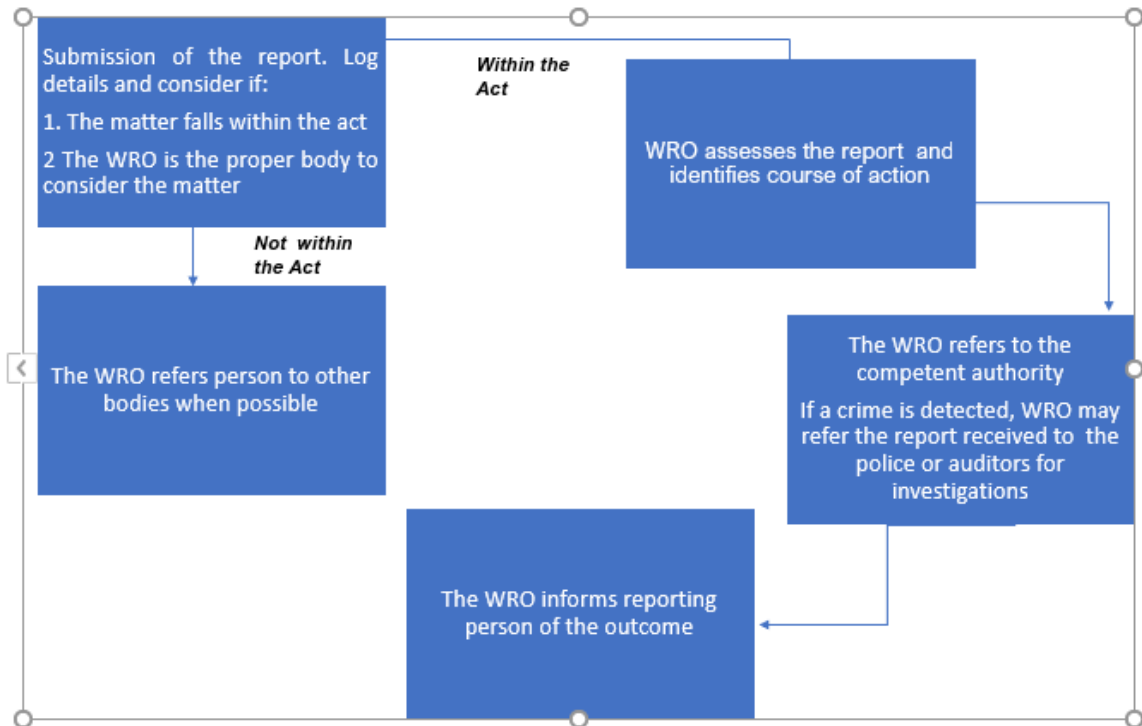 Submission of the report. Log
details and consider if:
1. The matter falls within the act
2 The WRO is the proper body to
consider the matter
Within the
Act
WRO assesses the report and
identifies course of action
Not within
the Act
The WRO refers person to other
bodies when possible
The WRO refers to the
competent authority
If a crime is detected, WRO may
refer the report received to the
police or auditors for
investigations
The WRO informs reporting
person of the outcome